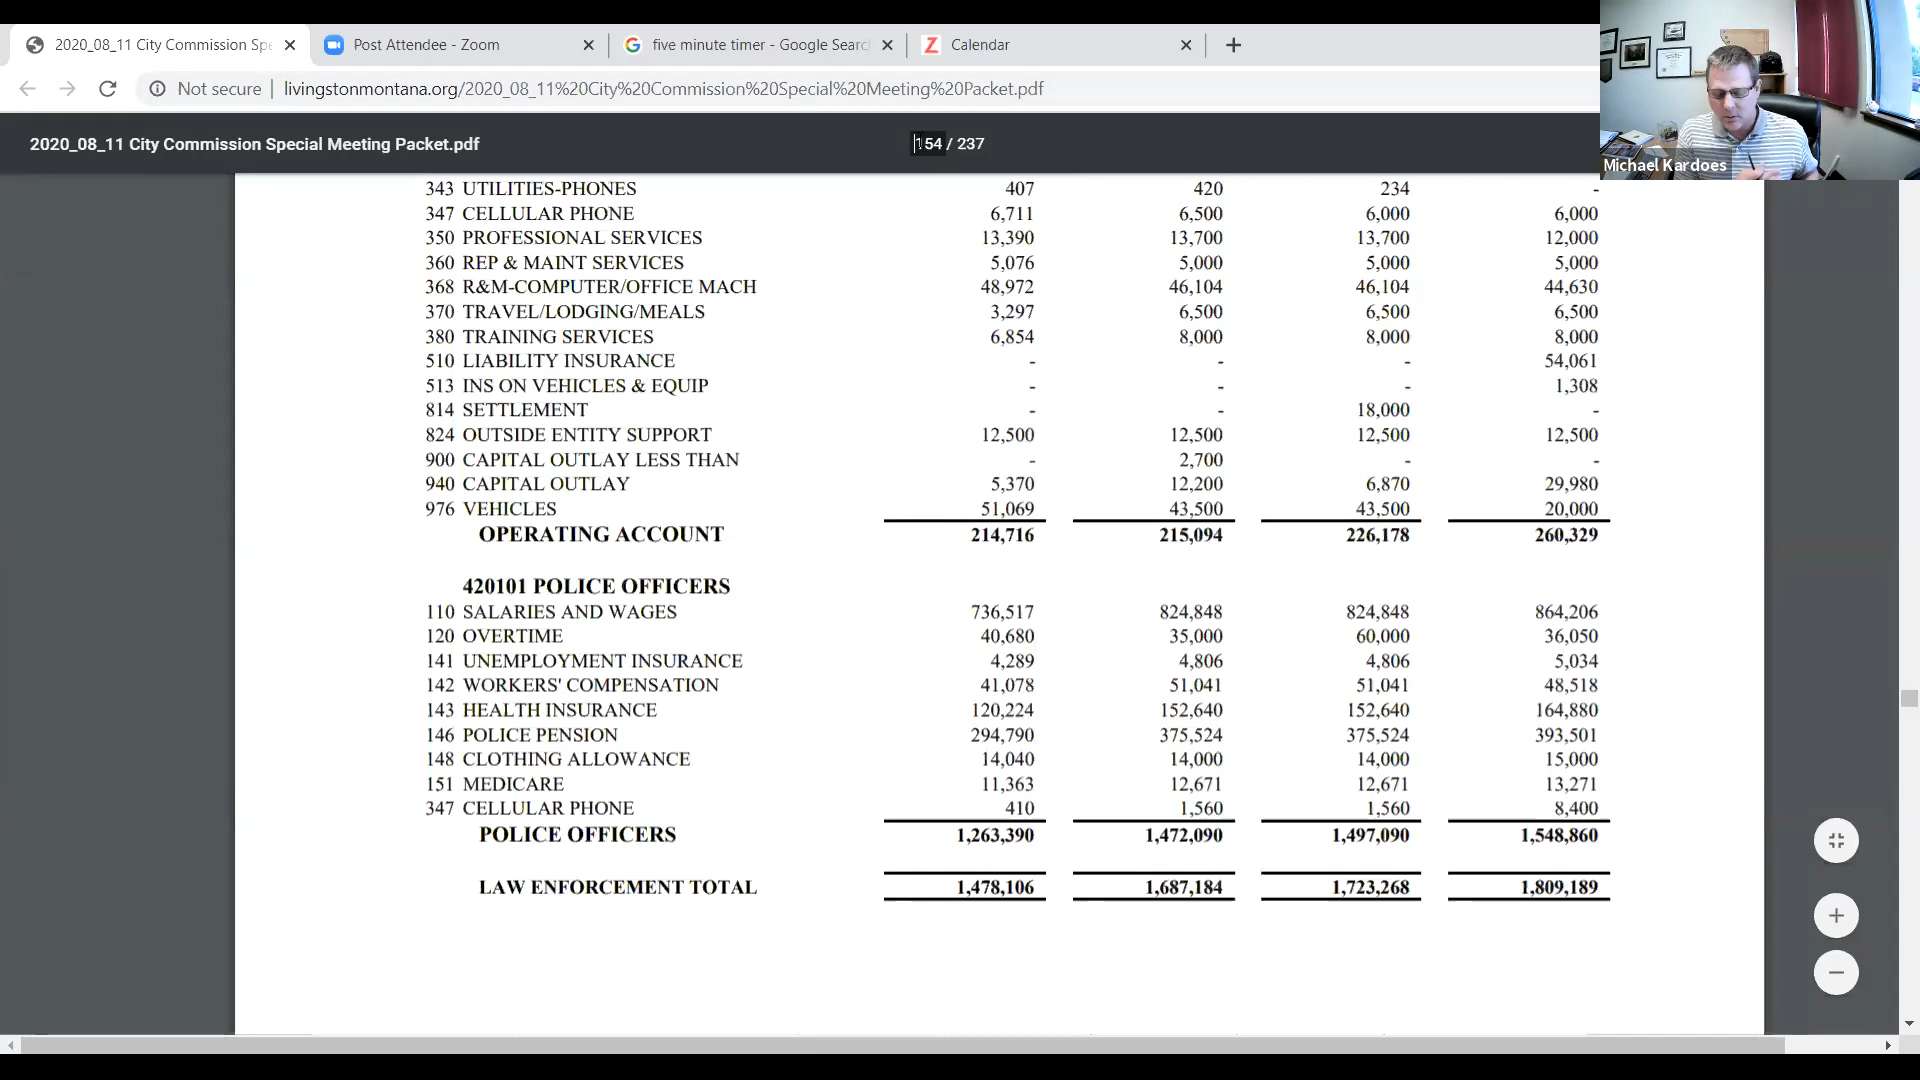 2020_08_11 City Commission Spe
Post Attendee - Zoom
five minute timer - Google Searc
Calendar
Not secure | livingstonmontana.org/2020_08_11%20City%20Commission%20Special%20Meeting%20Packet.pdf
2020_08_11 City Commission Special Meeting Packet.pdf 154 / 237
Michael Kardoes
343 UTILITIES-PHONES 407 420 234 -
347 CELLULAR PHONE 6,711 6,500 6,000 6,000
350 PROFESSIONAL SERVICES 13,390 13,700 13,700 12,000
360 REP & MAINT SERVICES 5,076 5,000 5,000 5,000
368 R&M-COMPUTER/OFFICE MACH 48,972 46,104 46,104 44,630
370 TRAVEL/LODGING/MEALS 3,297 6,500 6,500 6,500
380 TRAINING SERVICES 6,854 8,000 8,000 8,000
510 LIABILITY INSURANCE - - - 54,061
513 INS ON VEHICLES & EQUIP - - - 1,308
814 SETTLEMENT - - 18,000 -
824 OUTSIDE ENTITY SUPPORT 12,500 12,500 12,500 12,500
900 CAPITAL OUTLAY LESS THAN - 2,700 - -
940 CAPITAL OUTLAY 5,370 12,200 6,870 29,980
976 VEHICLES 51,069 43,500 43,500 20,000
OPERATING ACCOUNT 214,716 215,094 226,178 260,329
420101 POLICE OFFICERS
110 SALARIES AND WAGES 736,517 824,848 824,848 864,206
120 OVERTIME 40,680 35,000 60,000 36,050
141 UNEMPLOYMENT INSURANCE 4,289 4,806 4,806 5,034
142 WORKERS' COMPENSATION 41,078 51,041 51,041 48,518
143 HEALTH INSURANCE 120,224 152,640 152,640 164,880
146 POLICE PENSION 294,790 375,524 375,524 393,501
148 CLOTHING ALLOWANCE 14,040 14,000 14,000 15,000
151 MEDICARE 11,363 12,671 12,671 13,271
347 CELLULAR PHONE 410 1,560 1,560 8,400
POLICE OFFICERS 1,263,390 1,472,090 1,497,090 1,548,860
LAW ENFORCEMENT TOTAL 1,478,106 1,687,184 1,723,268 1,809,189